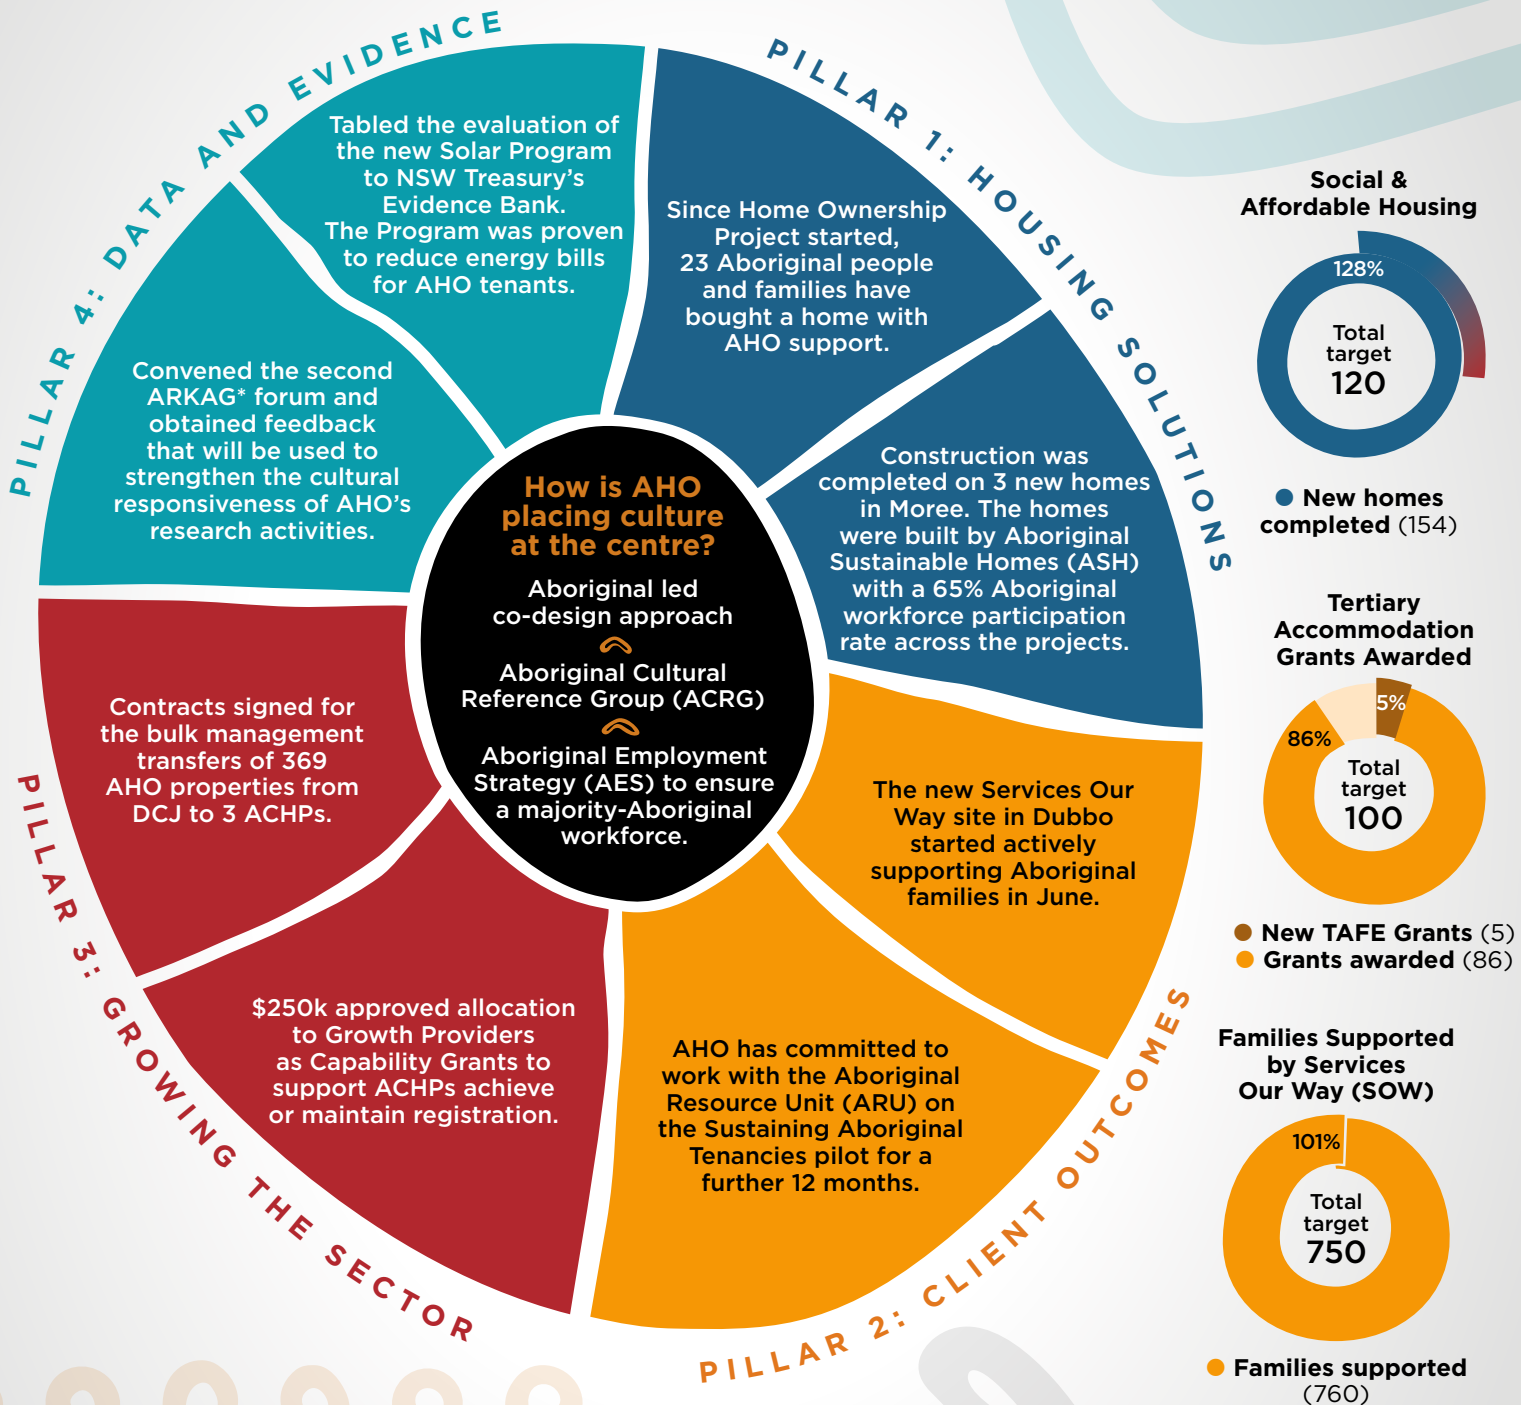 PILLAR 1: HOUSING SOLUTIONS
Since Home Ownership
Project started,
23 Aboriginal people
and families have
bought a home with
AHO support.
Construction was
completed on 3 new homes
in Moree. The homes
were built by Aboriginal
Sustainable Homes (ASH)
with a 65% Aboriginal
workforce participation
rate across the projects.
PILLAR 2: CLIENT OUTCOMES
The new Services Our
Way site in Dubbo
started actively
supporting Aboriginal
families in June.
AHO has committed to
work with the Aboriginal
Resource Unit (ARU) on
the Sustaining Aboriginal
Tenancies pilot for a
further 12 months.
PILLAR 3: GROWING THE SECTOR
$250k approved allocation
to Growth Providers
as Capability Grants to
support ACHPs achieve
or maintain registration.
Contracts signed for
the bulk management
transfers of 369
AHO properties from
DCJ to 3 ACHPs.
PILLAR 4: DATA AND EVIDENCE
Convened the second
ARKAG* forum and
obtained feedback
that will be used to
strengthen the cultural
responsiveness of AHO's
research activities.
Tabled the evaluation of
the new Solar Program
to NSW Treasury's
Evidence Bank.
The Program was proven
to reduce energy bills
for AHO tenants.
How is AHO
placing culture
at the centre?
Aboriginal led
co-design approach
Aboriginal Cultural
Reference Group (ACRG)
Aboriginal Employment
Strategy (AES) to ensure
a majority-Aboriginal
workforce.
Social &
Affordable Housing
128%
Total
target
120
New homes
completed (154)
Tertiary
Accommodation
Grants Awarded
5%
86%
Total
target
100
New TAFE Grants (5)
Grants awarded (86)
Families Supported
by Services
Our Way (SOW)
101%
Total
target
750
Families supported
(760)